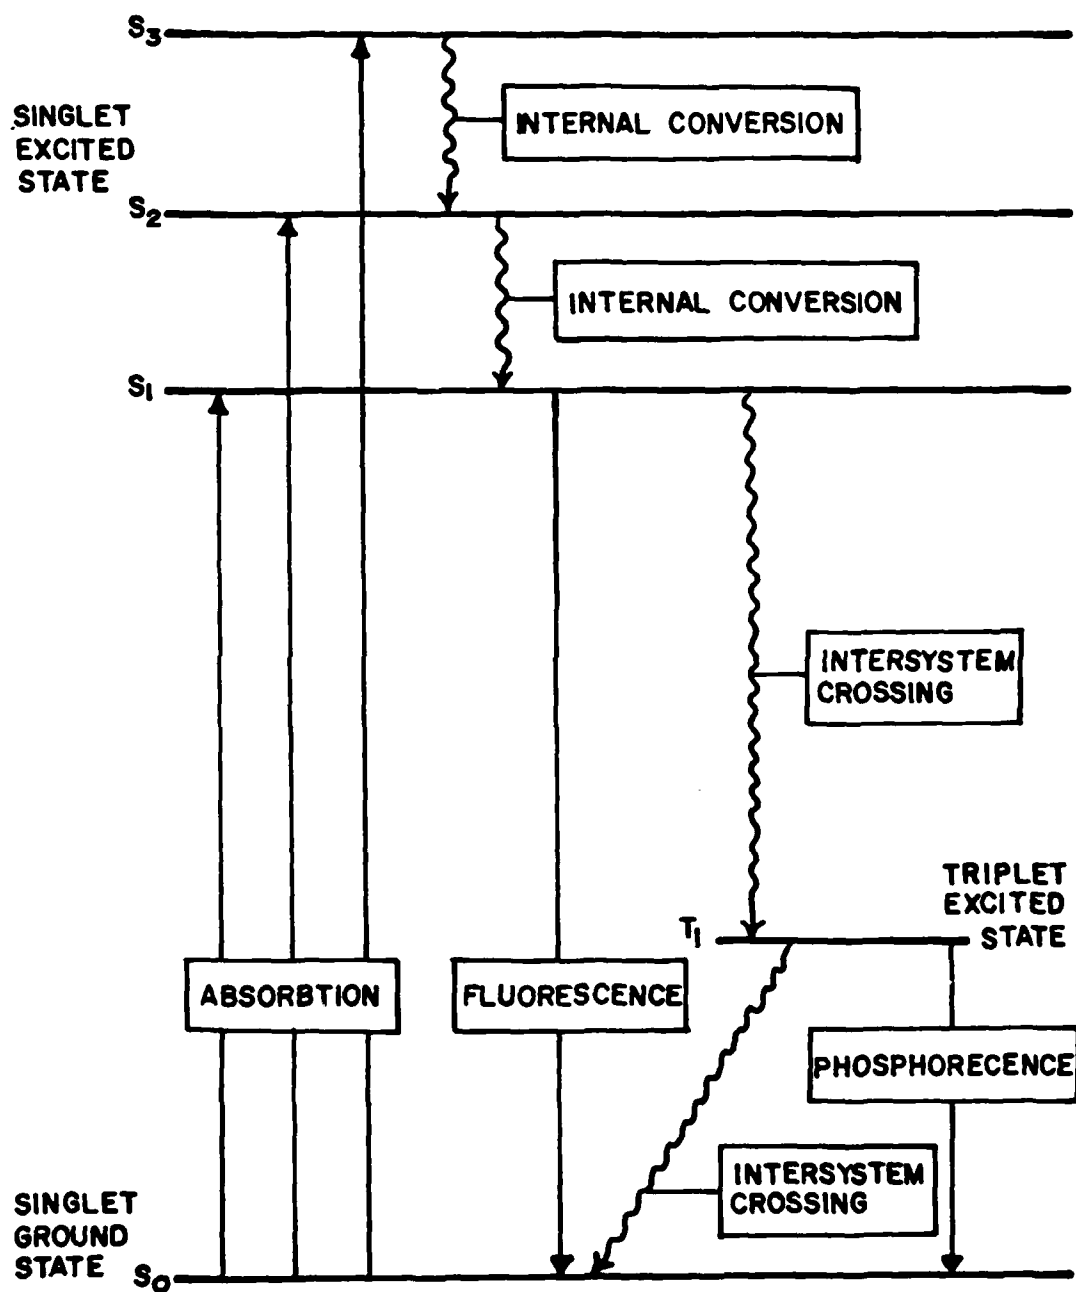 S3
SINGLET
EXCITED
STATE
INTERNAL CONVERSION
S2
INTERNAL CONVERSION
S1
INTERSYSTEM
CROSSING
TRIPLET
EXCITED
STATE
T1
ABSORBTION
FLUORESCENCE
PHOSPHORECENCE
INTERSYSTEM
CROSSING
SINGLET
GROUND
STATE
S0